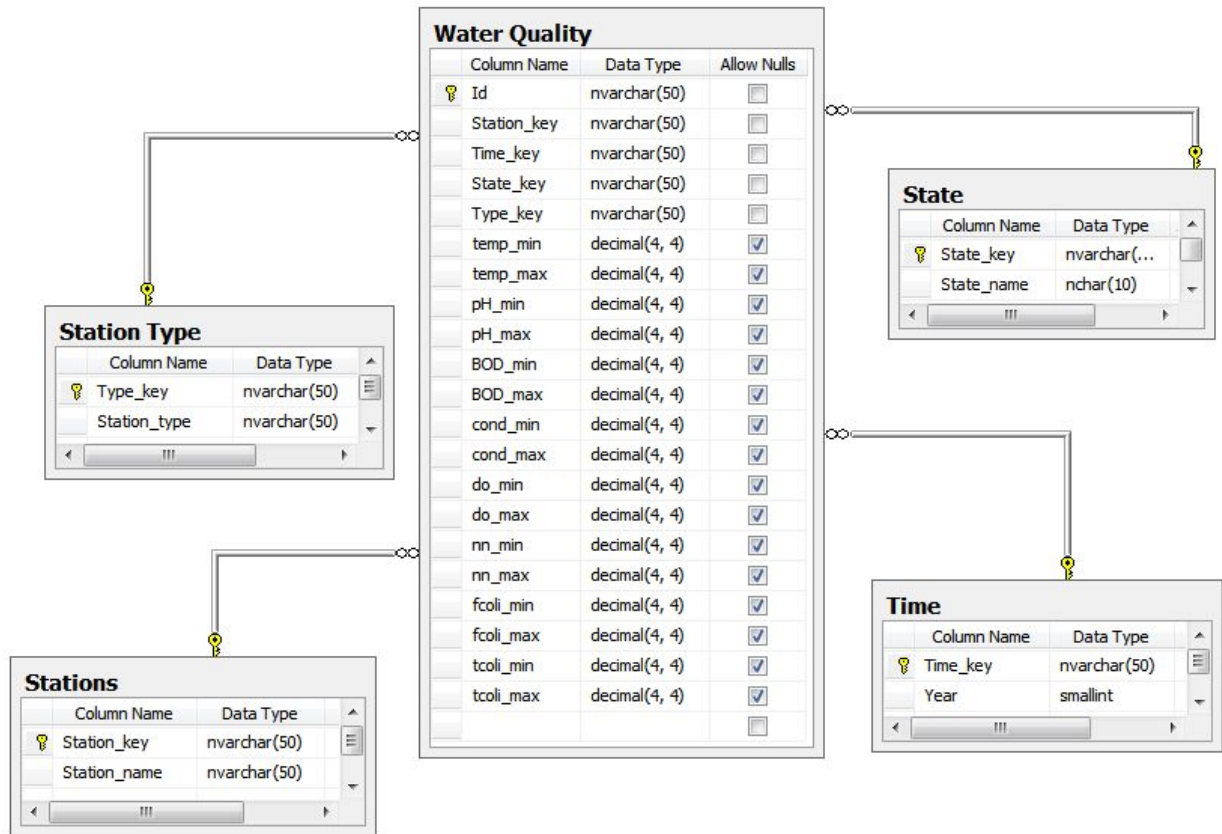 Water Quality
Column Name Data Type Allow Nulls
Id nvarchar(50)
Station_key nvarchar(50)
Time_key nvarchar(50)
State_key nvarchar(50)
Type_key nvarchar(50)
temp_min decimal(4, 4)
temp_max decimal(4, 4)
pH_min decimal(4, 4)
pH_max decimal(4, 4)
BOD_min decimal(4, 4)
BOD_max decimal(4, 4)
cond_min decimal(4, 4)
cond_max decimal(4, 4)
do_min decimal(4, 4)
do_max decimal(4, 4)
nn_min decimal(4, 4)
nn_max decimal(4, 4)
fcoli_min decimal(4, 4)
fcoli_max decimal(4, 4)
tcoli_min decimal(4, 4)
tcoli_max decimal(4, 4)
State
Column Name Data Type
State_key nvarchar(...
State_name nchar(10)
Station Type
Column Name Data Type
Type_key nvarchar(50)
Station_type nvarchar(50)
Time
Column Name Data Type
Time_key nvarchar(50)
Year smallint
Stations
Column Name Data Type
Station_key nvarchar(50)
Station_name nvarchar(50)